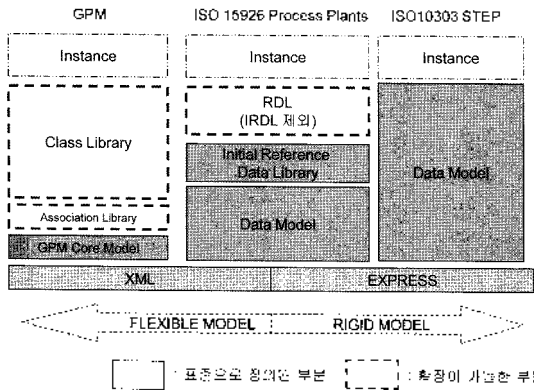 GPM
ISO 15926 Process Plants
ISO10303 STEP
Instance
Instance
Instance
Class Library
Association Library
GPM Core Model
RDL
(IRDL 제외)
Initial Reference
Data Library
Data Model
Data Model
XML
EXPRESS
FLEXIBLE MODEL
RIGID MODEL
: 표준으로 정의된 부분
: 확장이 가능한 부분